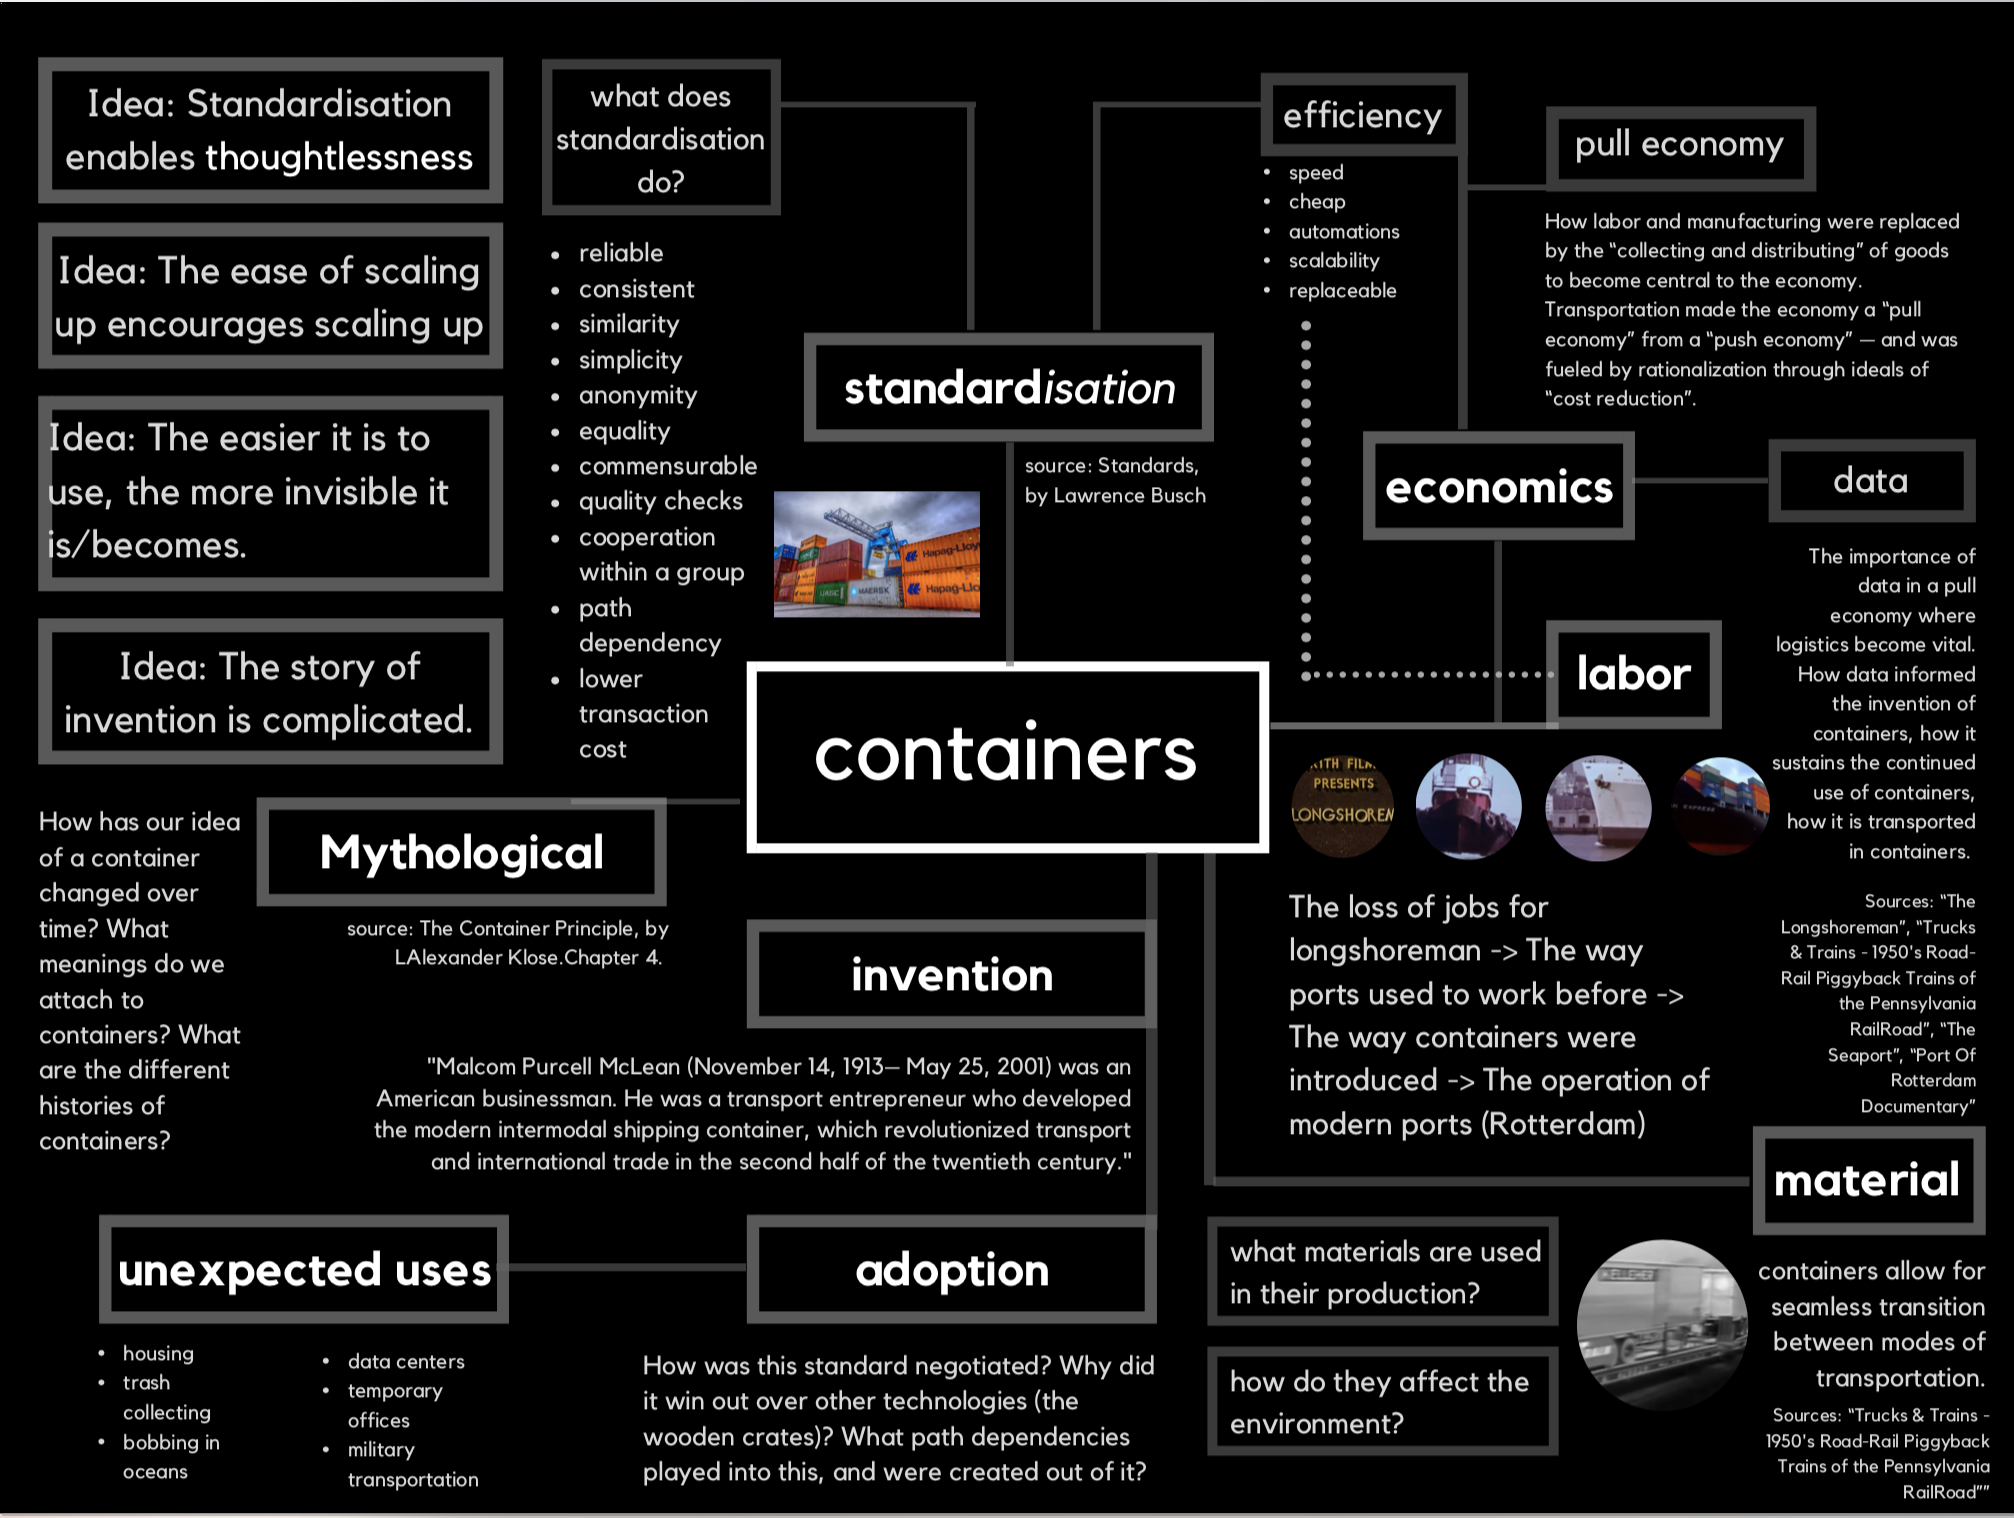 Idea: Standardisation
enables thoughtlessness
Idea: The ease of scaling
up encourages scaling up
Idea: The easier it is to
use, the more invisible it
is/becomes.
Idea: The story of
invention is complicated.
what does
standardisation
do?
• reliable
• consistent
• similarity
• simplicity
• anonymity
• equality
• commensurable
• quality checks
• cooperation
within a group
• path
dependency
• lower
transaction
cost
standardisation
source: Standards,
by Lawrence Busch
Hapag-Lloy
Hapag-Llo
UASC
MAERSK
efficiency
• speed
• cheap
• automations
• scalability
• replaceable
pull economy
How labor and manufacturing were replaced
by the “collecting and distributing” of goods
to become central to the economy.
Transportation made the economy a “pull
economy” from a “push economy” — and was
fueled by rationalization through ideals of
“cost reduction”.
economics
data
The importance of
data in a pull
economy where
logistics become vital.
How data informed
the invention of
containers, how it
sustains the continued
use of containers,
how it is transported
in containers.
Sources: “The
Longshoreman”, “Trucks
& Trains - 1950's Road-
Rail Piggyback Trains of
the Pennsylvania
RailRoad”, “The
Seaport”, “Port Of
Rotterdam
Documentary”
labor
containers
ITH FILM
PRESENTS
LONGSHOREM
EXPRESS
The loss of jobs for
longshoreman -> The way
ports used to work before ->
The way containers were
introduced -> The operation of
modern ports (Rotterdam)
Mythological
source: The Container Principle, by
LAlexander Klose.Chapter 4.
How has our idea
of a container
changed over
time? What
meanings do we
attach to
containers? What
are the different
histories of
containers?
invention
"Malcom Purcell McLean (November 14, 1913– May 25, 2001) was an
American businessman. He was a transport entrepreneur who developed
the modern intermodal shipping container, which revolutionized transport
and international trade in the second half of the twentieth century."
unexpected uses
• housing
• trash
collecting
• bobbing in
oceans
• data centers
• temporary
offices
• military
transportation
adoption
How was this standard negotiated? Why did
it win out over other technologies (the
wooden crates)? What path dependencies
played into this, and were created out of it?
material
what materials are used
in their production?
how do they affect the
environment?
containers allow for
seamless transition
between modes of
transportation.
Sources: “Trucks & Trains -
1950's Road-Rail Piggyback
Trains of the Pennsylvania
RailRoad””